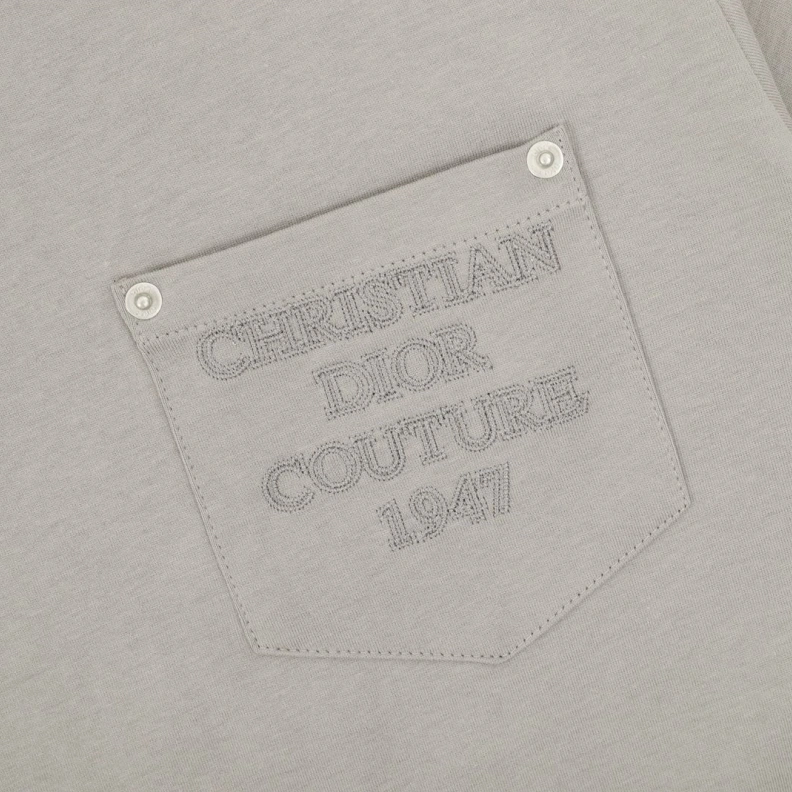 CHRISTIAN
DIOR
COUTURE
1947